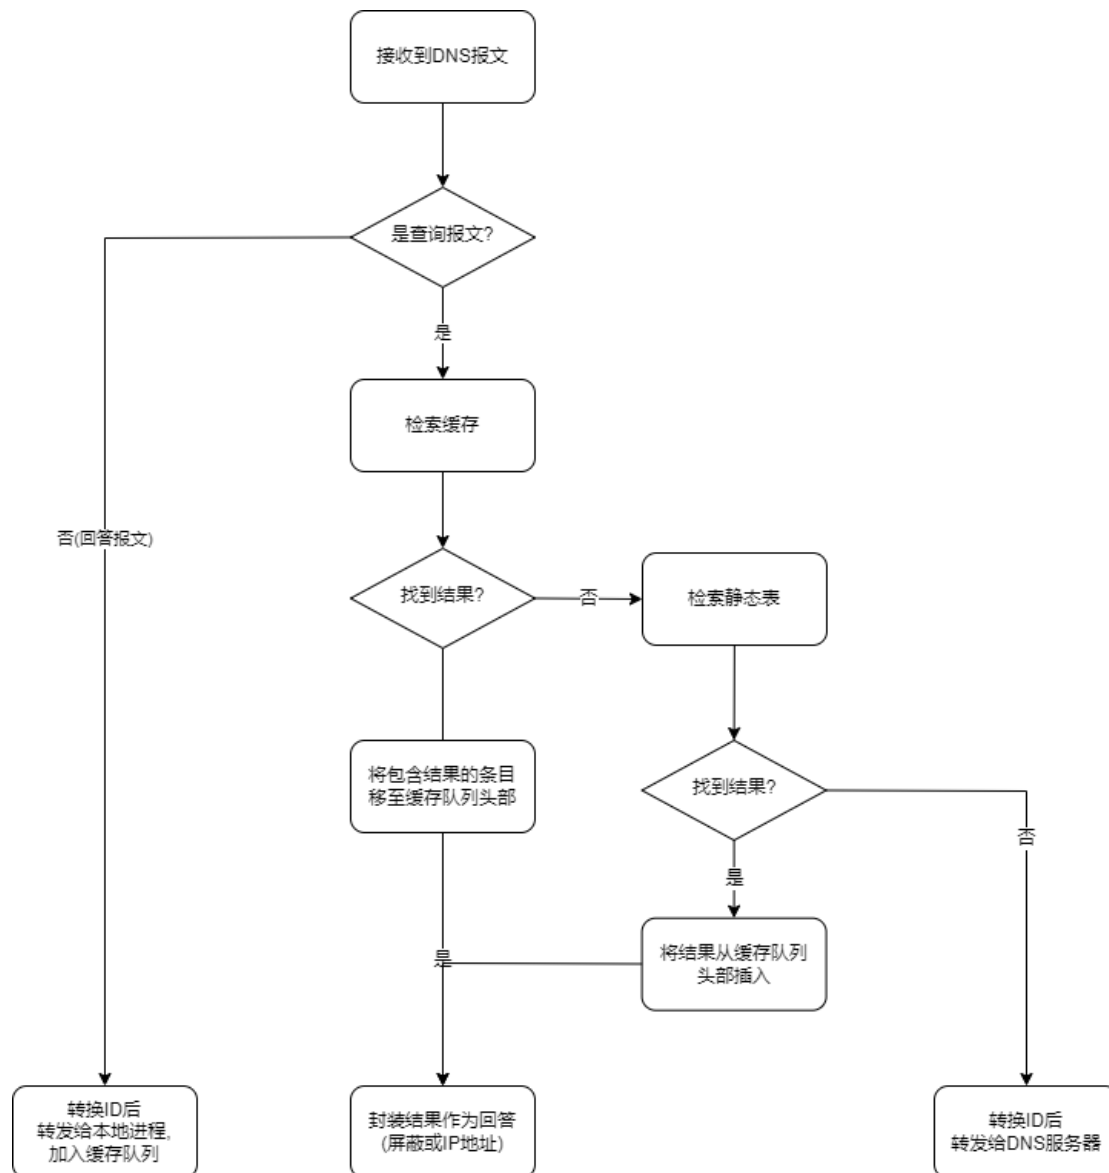 接收到DNS报文
是查询报文?
是
检索缓存
否(回答报文)
找到结果?
否
检索静态表
将包含结果的条目
移至缓存队列头部
找到结果?
否
是
将结果从缓存队列
头部插入
是
转换ID后
转发给本地进程,
加入缓存队列
封装结果作为回答
(屏蔽或IP地址)
转换ID后
转发给DNS服务器